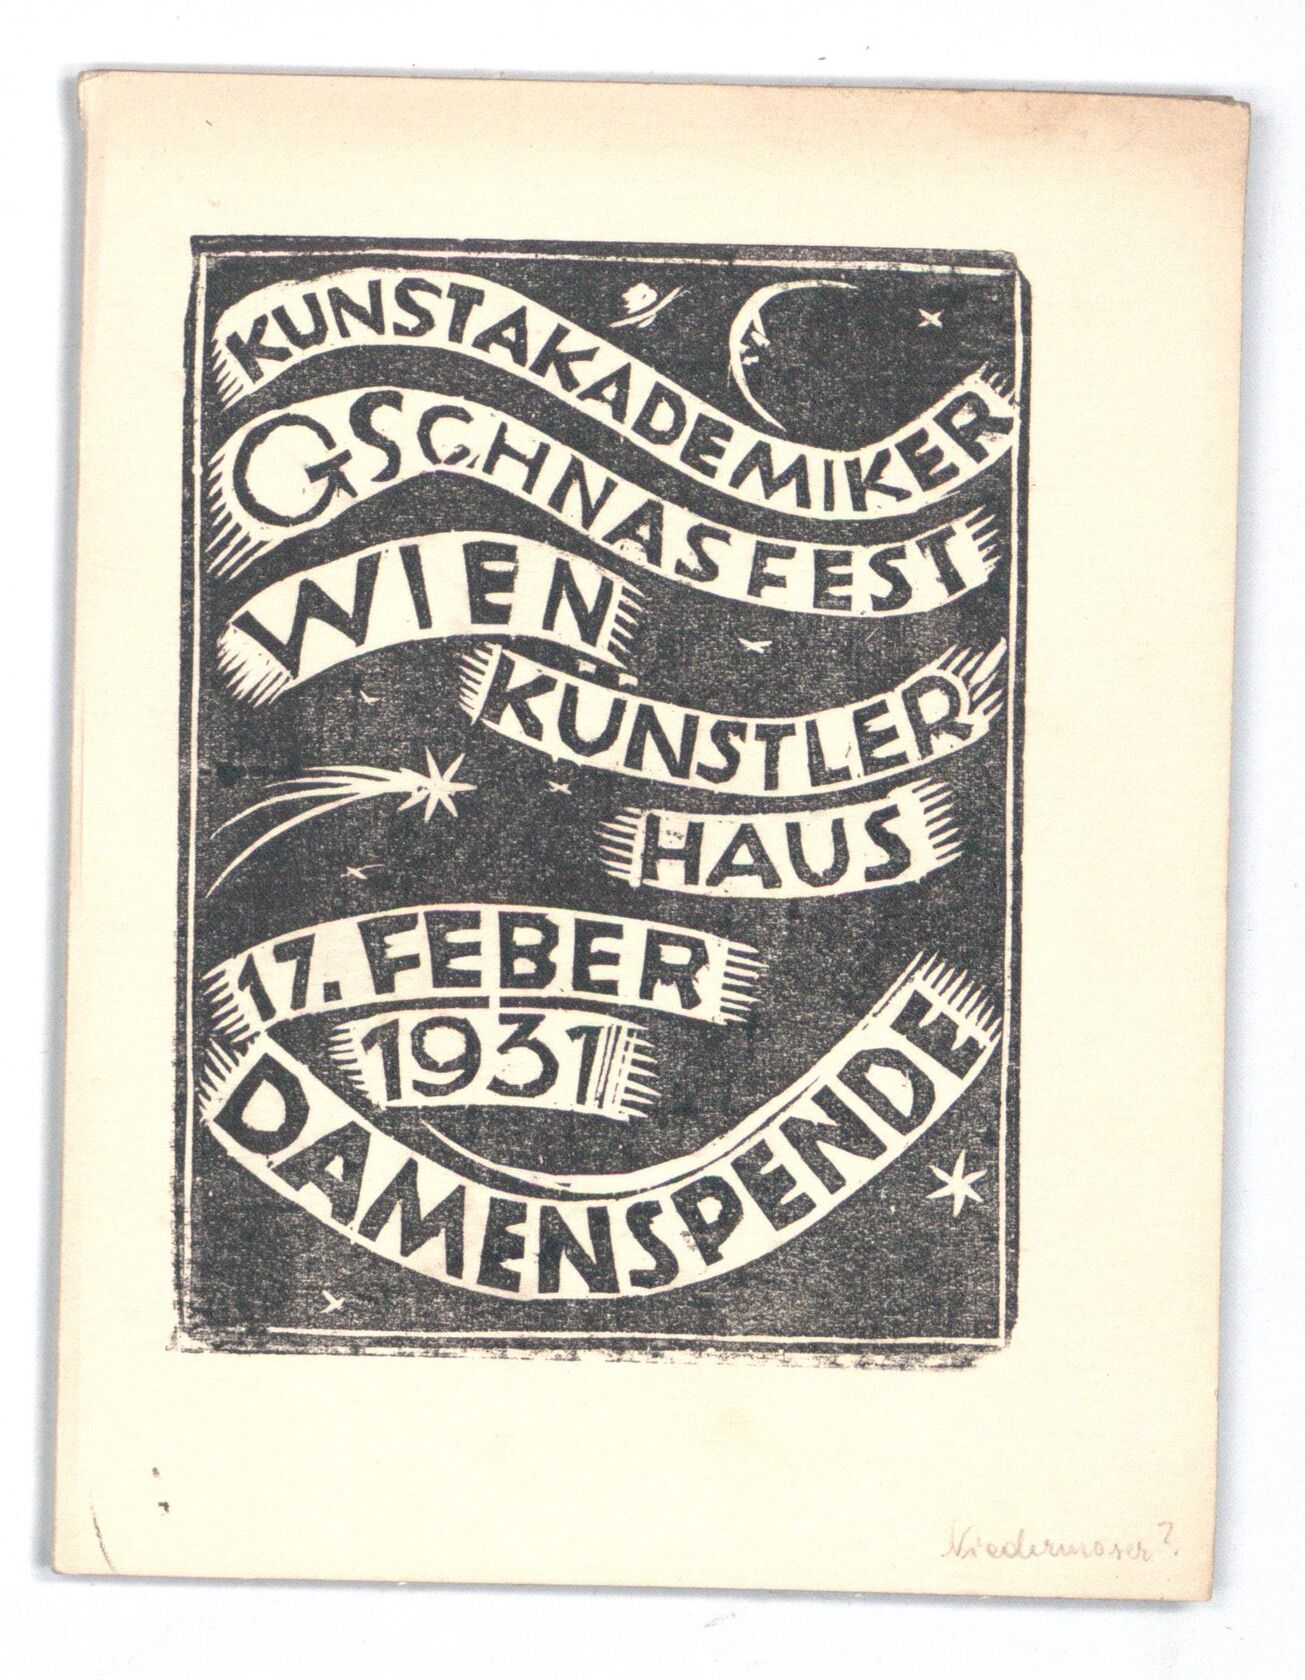 KUNSTAKADEMIKER
GSCHNASFEST
WIEN
KÜNSTLER
HAUS
17. FEBER
1931
DAMENSPENDE
Niedermoser?